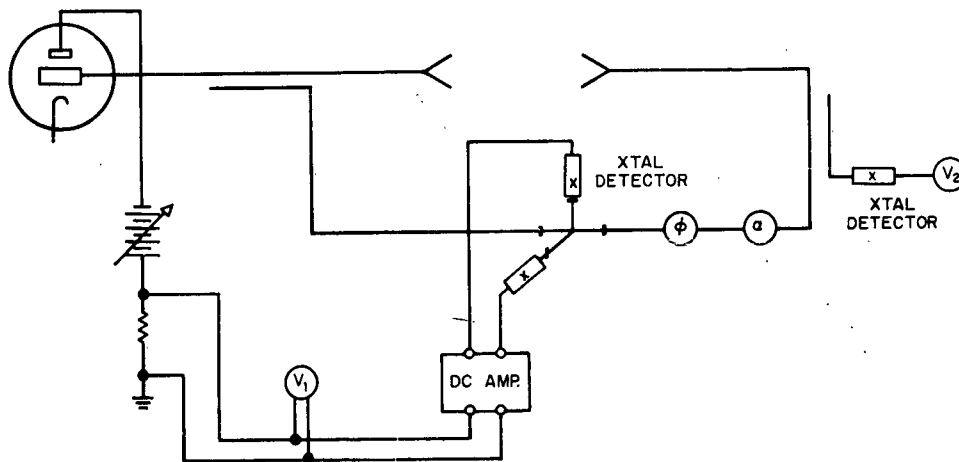 XTAL
DETECTOR
x
x
φ
α
x
V2
XTAL
DETECTOR
V1
DC AMP.